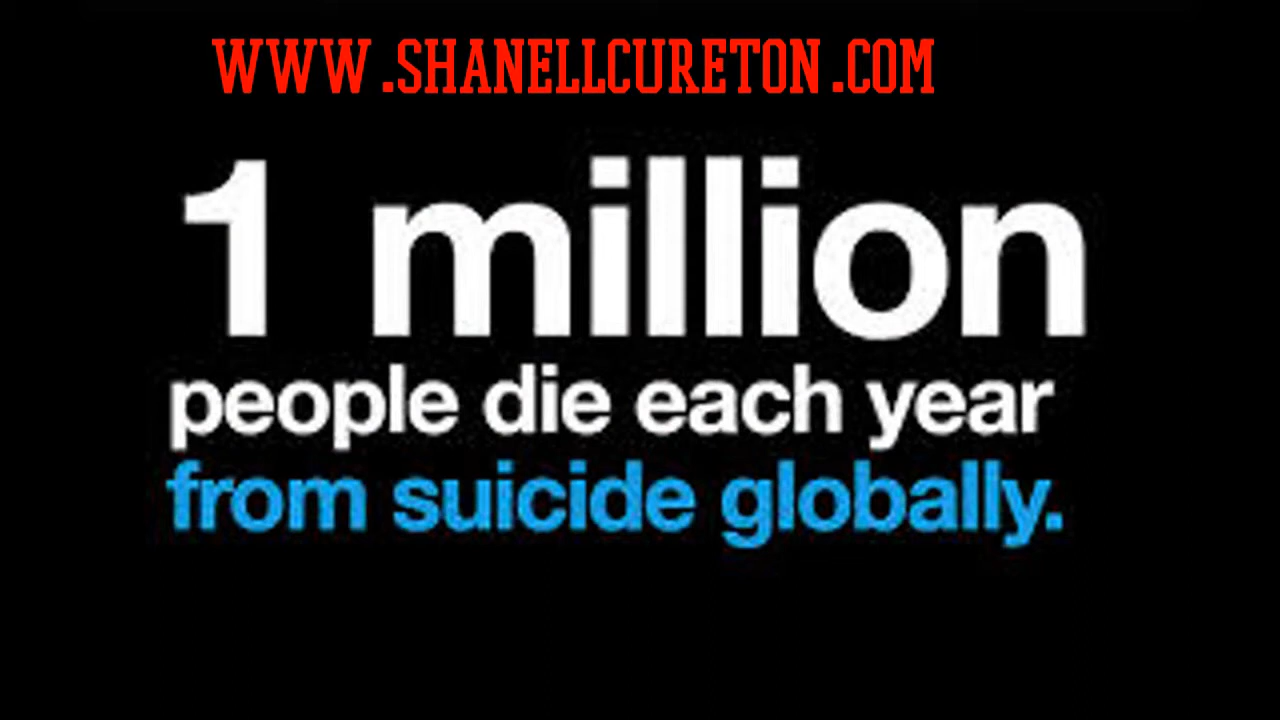 WWW.SHANELLCURETON.COM
1 million
people die each year
from suicide globally.